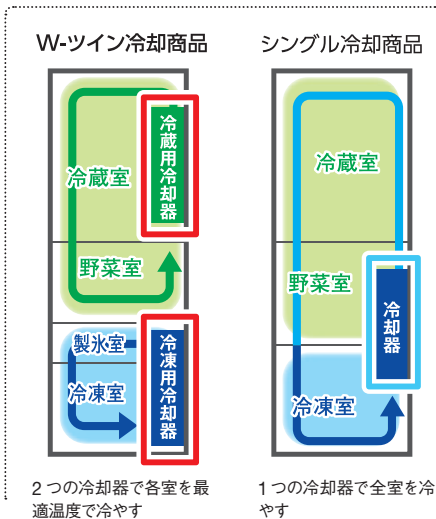 W-ツイン冷却商品
冷蔵用冷却器
冷蔵室
野菜室
製氷室
冷凍用冷却器
冷凍室
2つの冷却器で各室を最
適温度で冷やす
シングル冷却商品
冷蔵室
野菜室
冷却器
冷凍室
1つの冷却器で全室を冷
やす